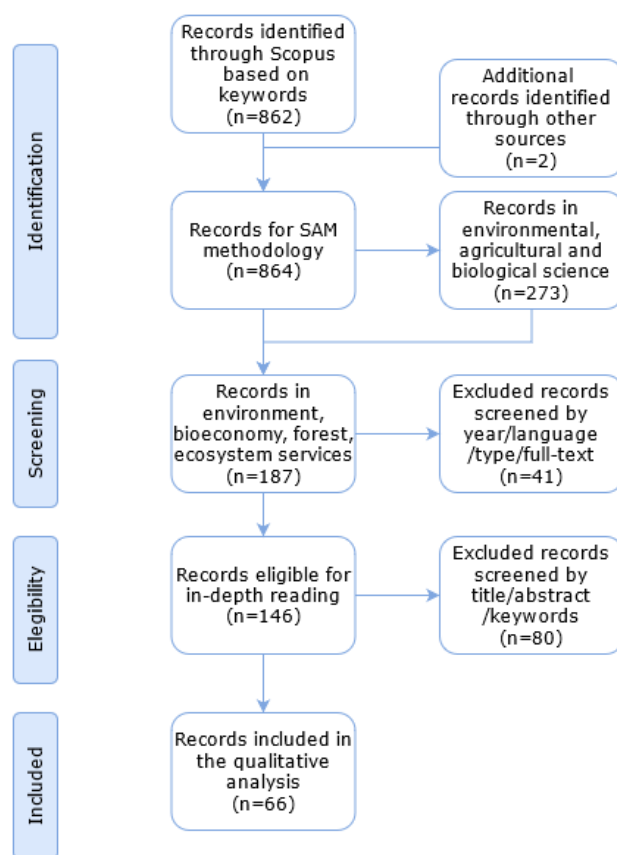 Identification
Records identified
through Scopus
based on
keywords
(n=862)
Additional
records identified
through other
sources
(n=2)
Records for SAM
methodology
(n=864)
Records in
environmental,
agricultural and
biological science
(n=273)
Screening
Records in
environment,
bioeconomy, forest,
ecosystem services
(n=187)
Excluded records
screened by
year/language
/type/full-text
(n=41)
Elegibility
Records eligible for
in-depth reading
(n=146)
Excluded records
screened by
title/abstract
/keywords
(n=80)
Included
Records included in
the qualitative
analysis
(n=66)